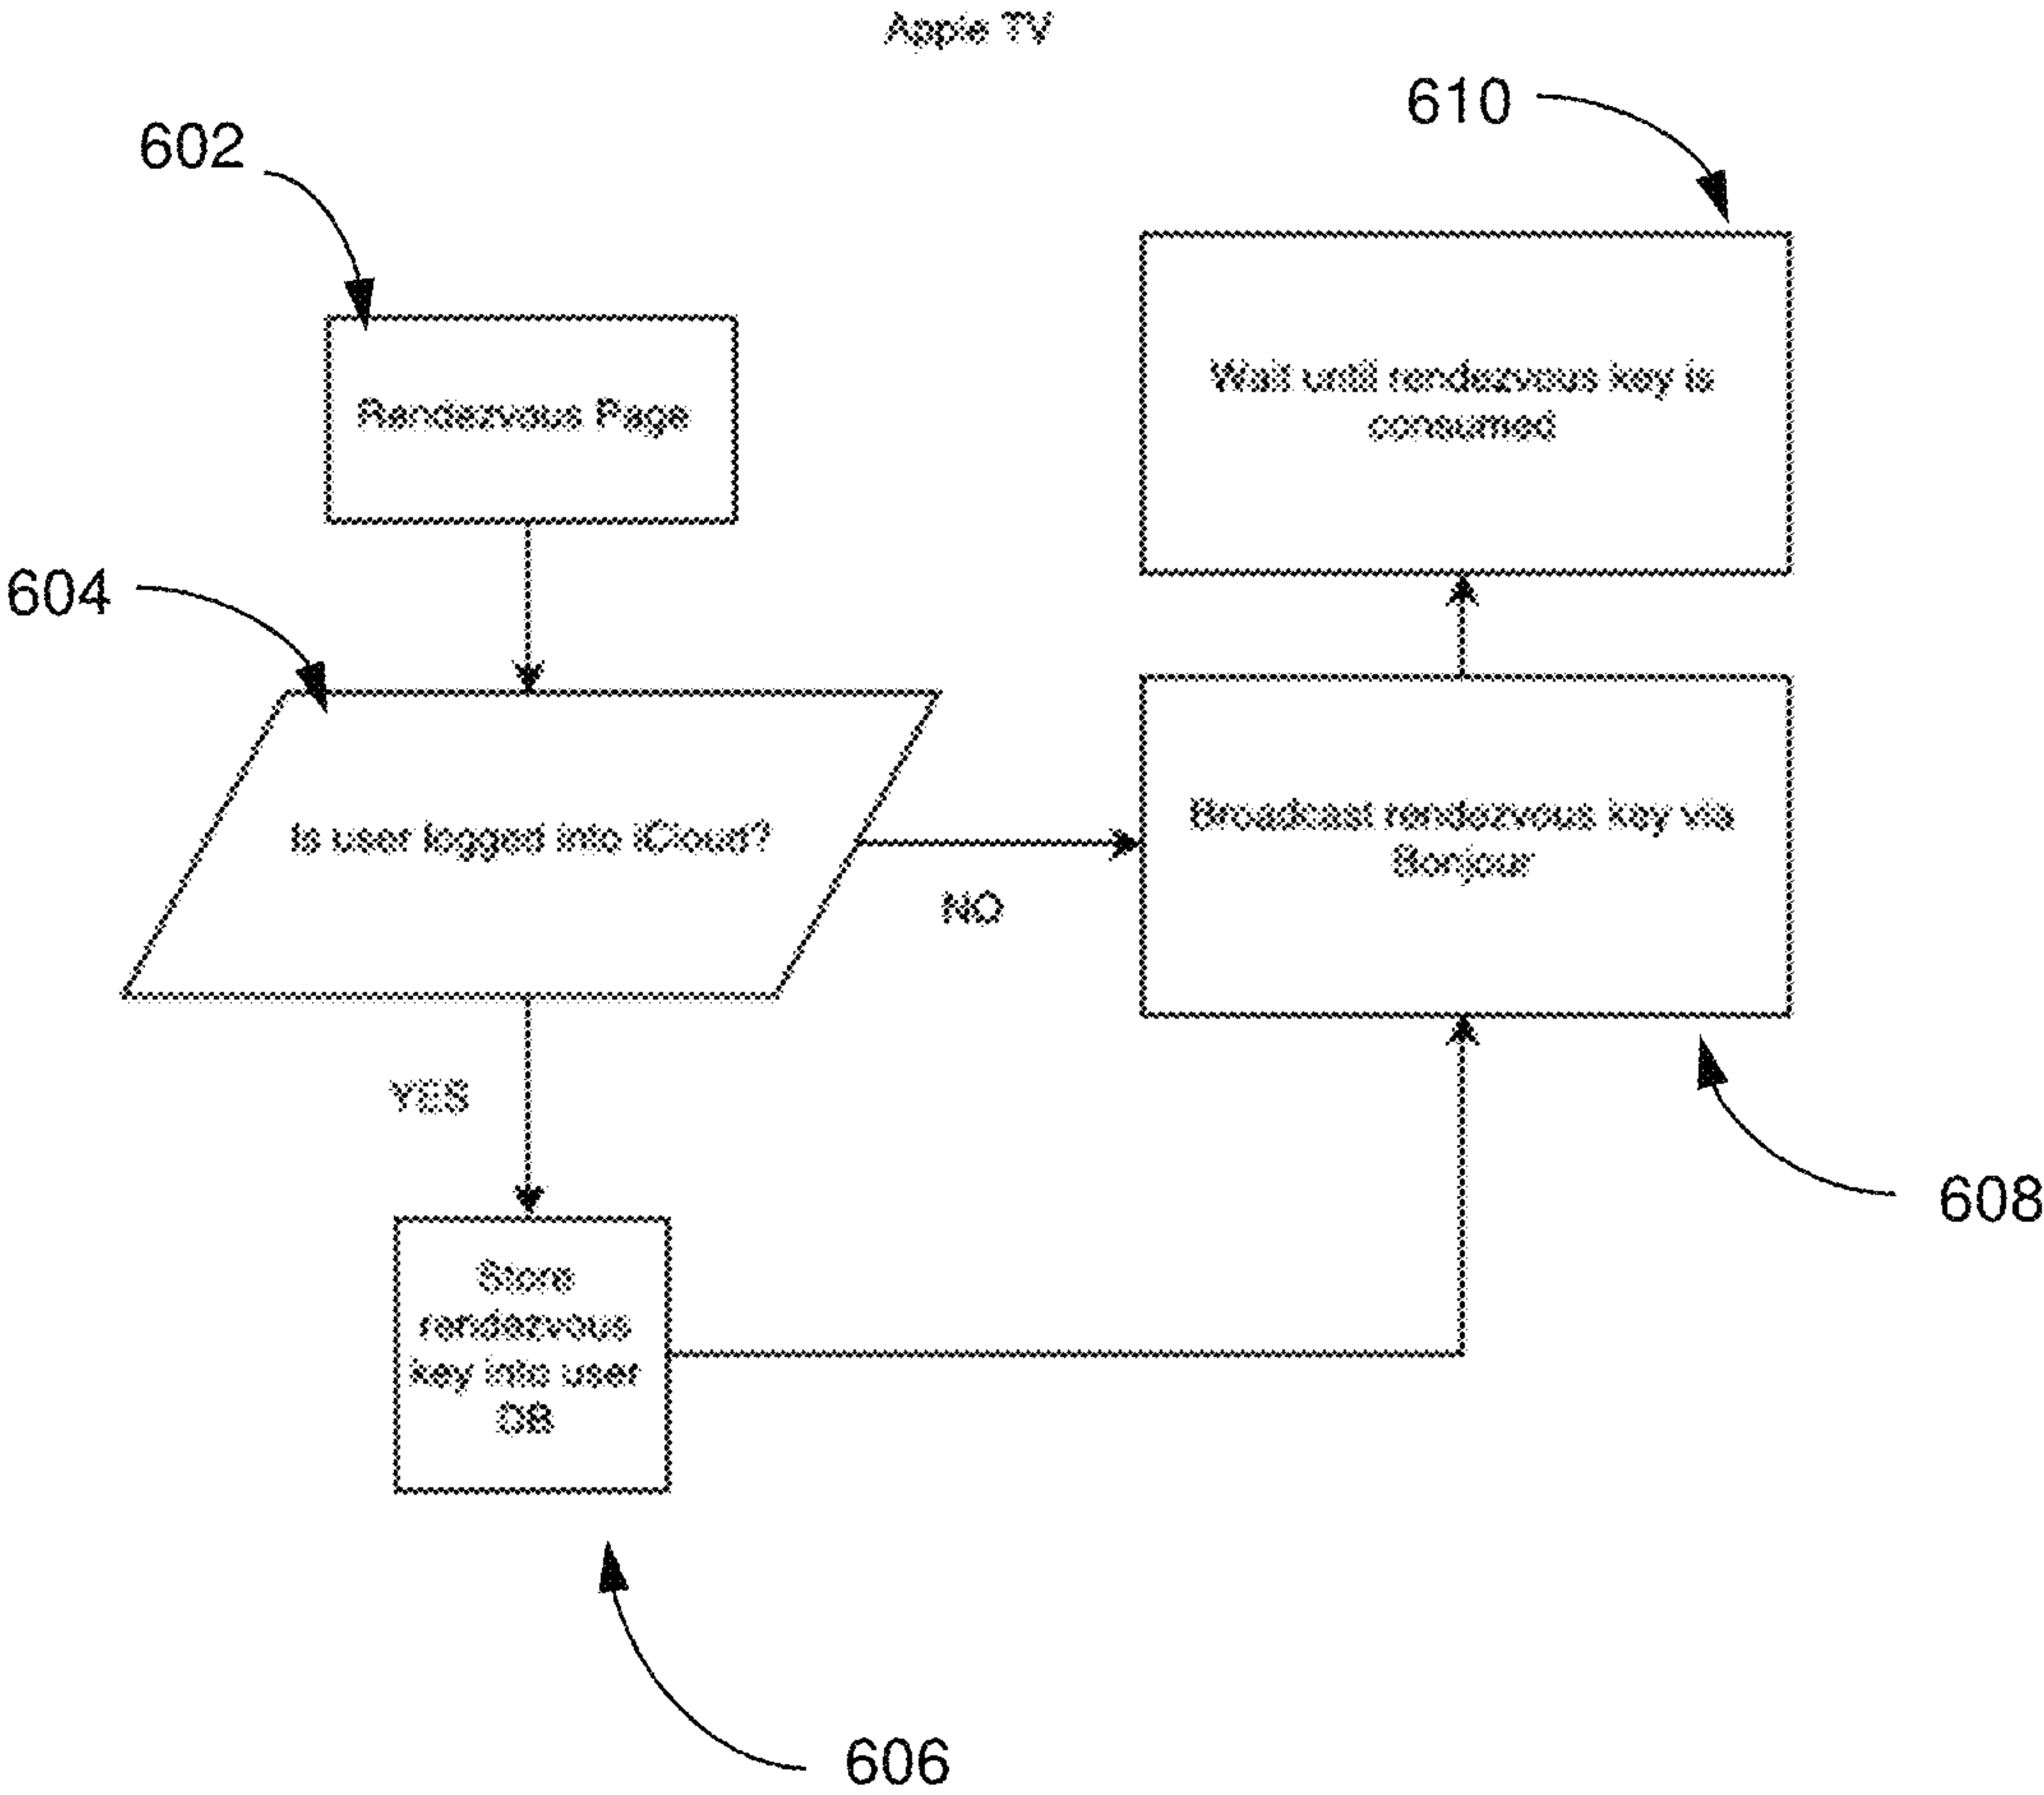 Apple TV
610
602
Rendezvous Page
Wait until rendezvous key is
consumed
604
Is user logged into iCloud?
NO
Broadcast rendezvous key via
Bonjour
YES
608
Store
rendezvous
key into user
DB
606